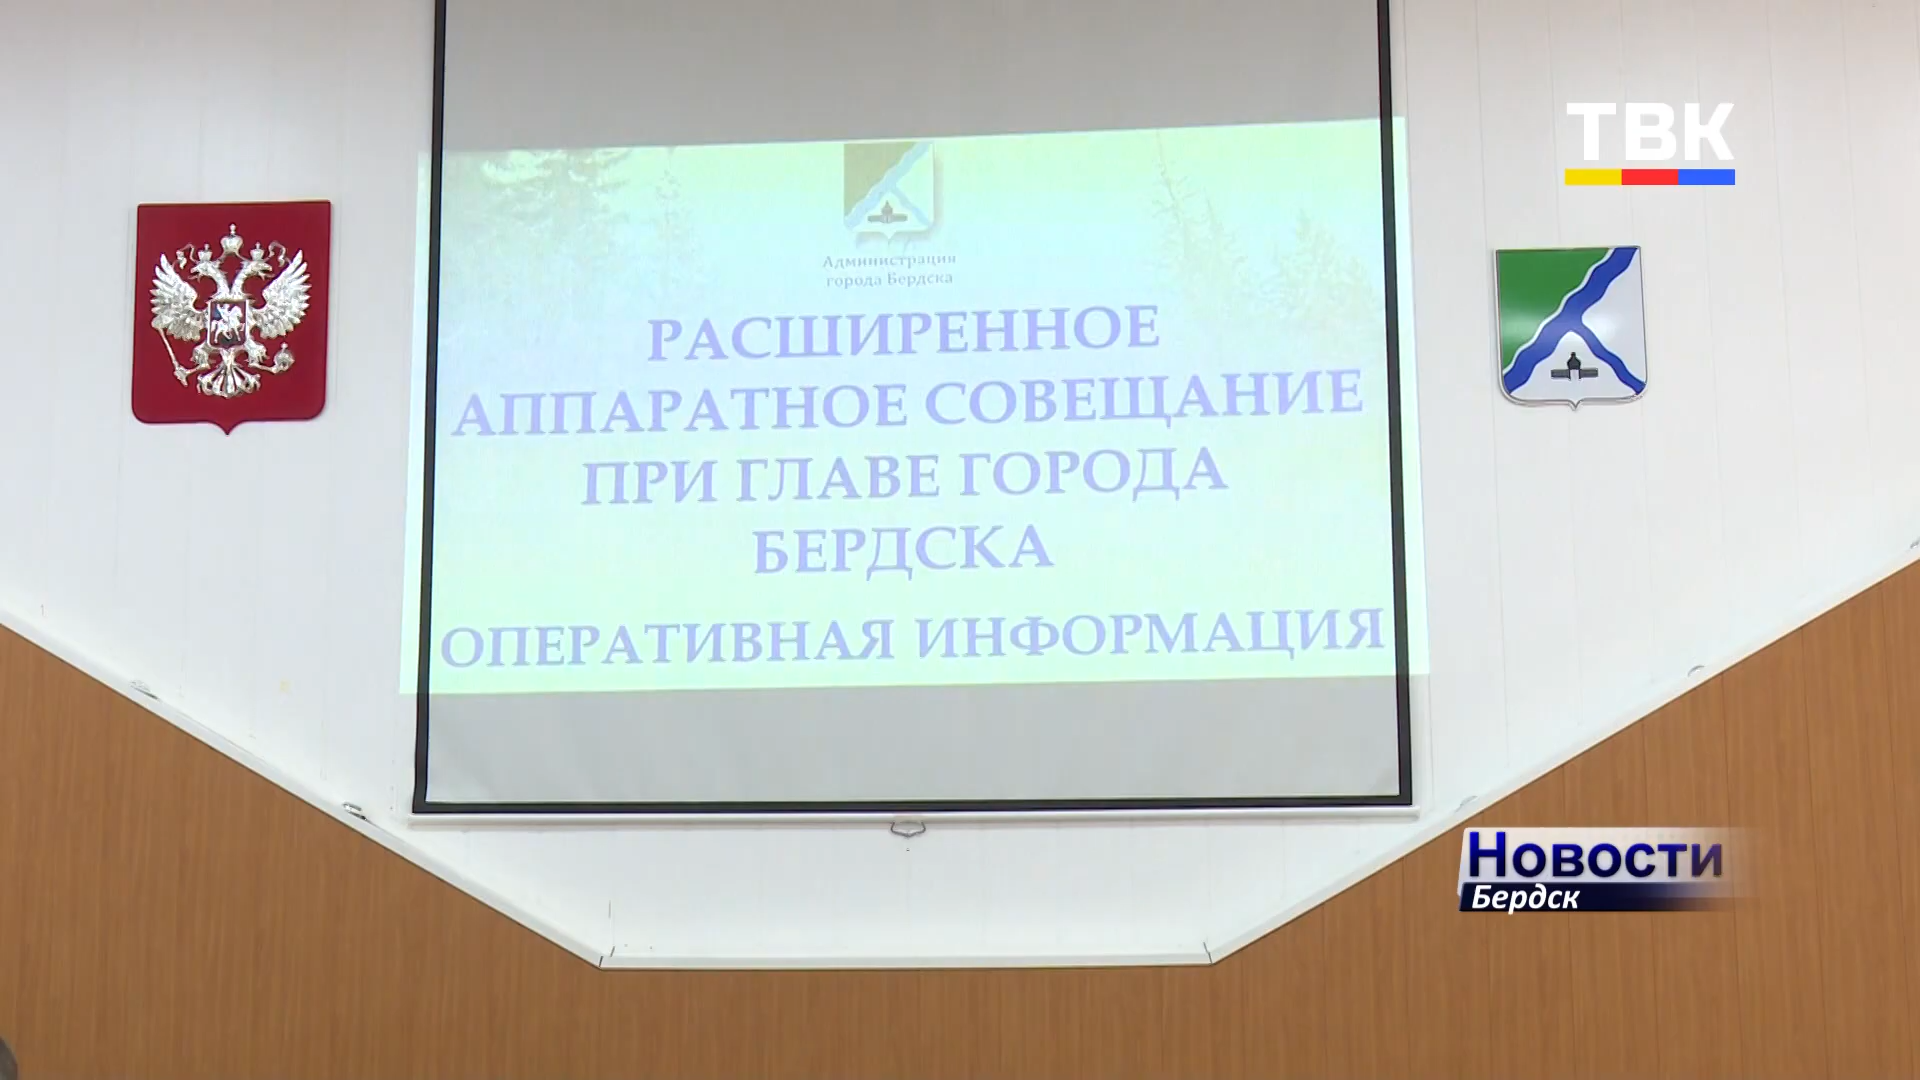 ТВК
Администрация
города Бердска
РАСШИРЕННОЕ
АППАРАТНОЕ СОВЕЩАНИЕ
ПРИ ГЛАВЕ ГОРОДА
БЕРДСКА
ОПЕРАТИВНАЯ ИНФОРМАЦИЯ
Новости
Бердск